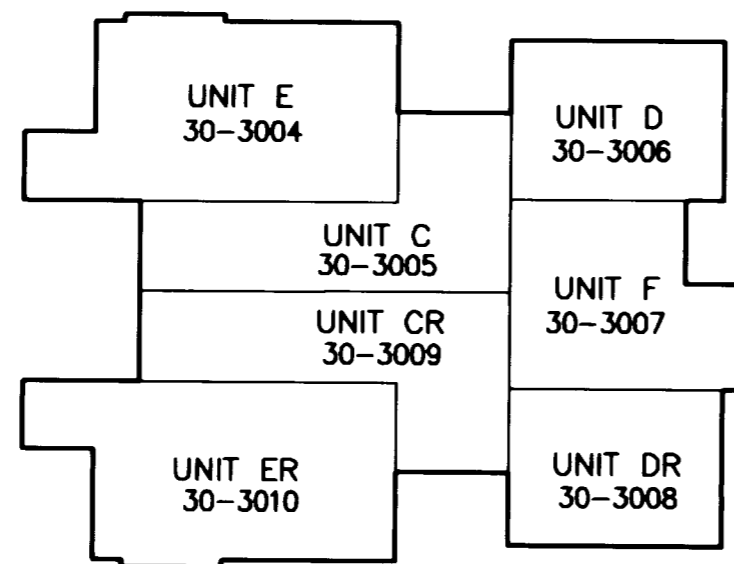 UNIT E
30-3004
UNIT D
30-3006
UNIT C
30-3005
UNIT F
30-3007
UNIT CR
30-3009
UNIT ER
30-3010
UNIT DR
30-3008